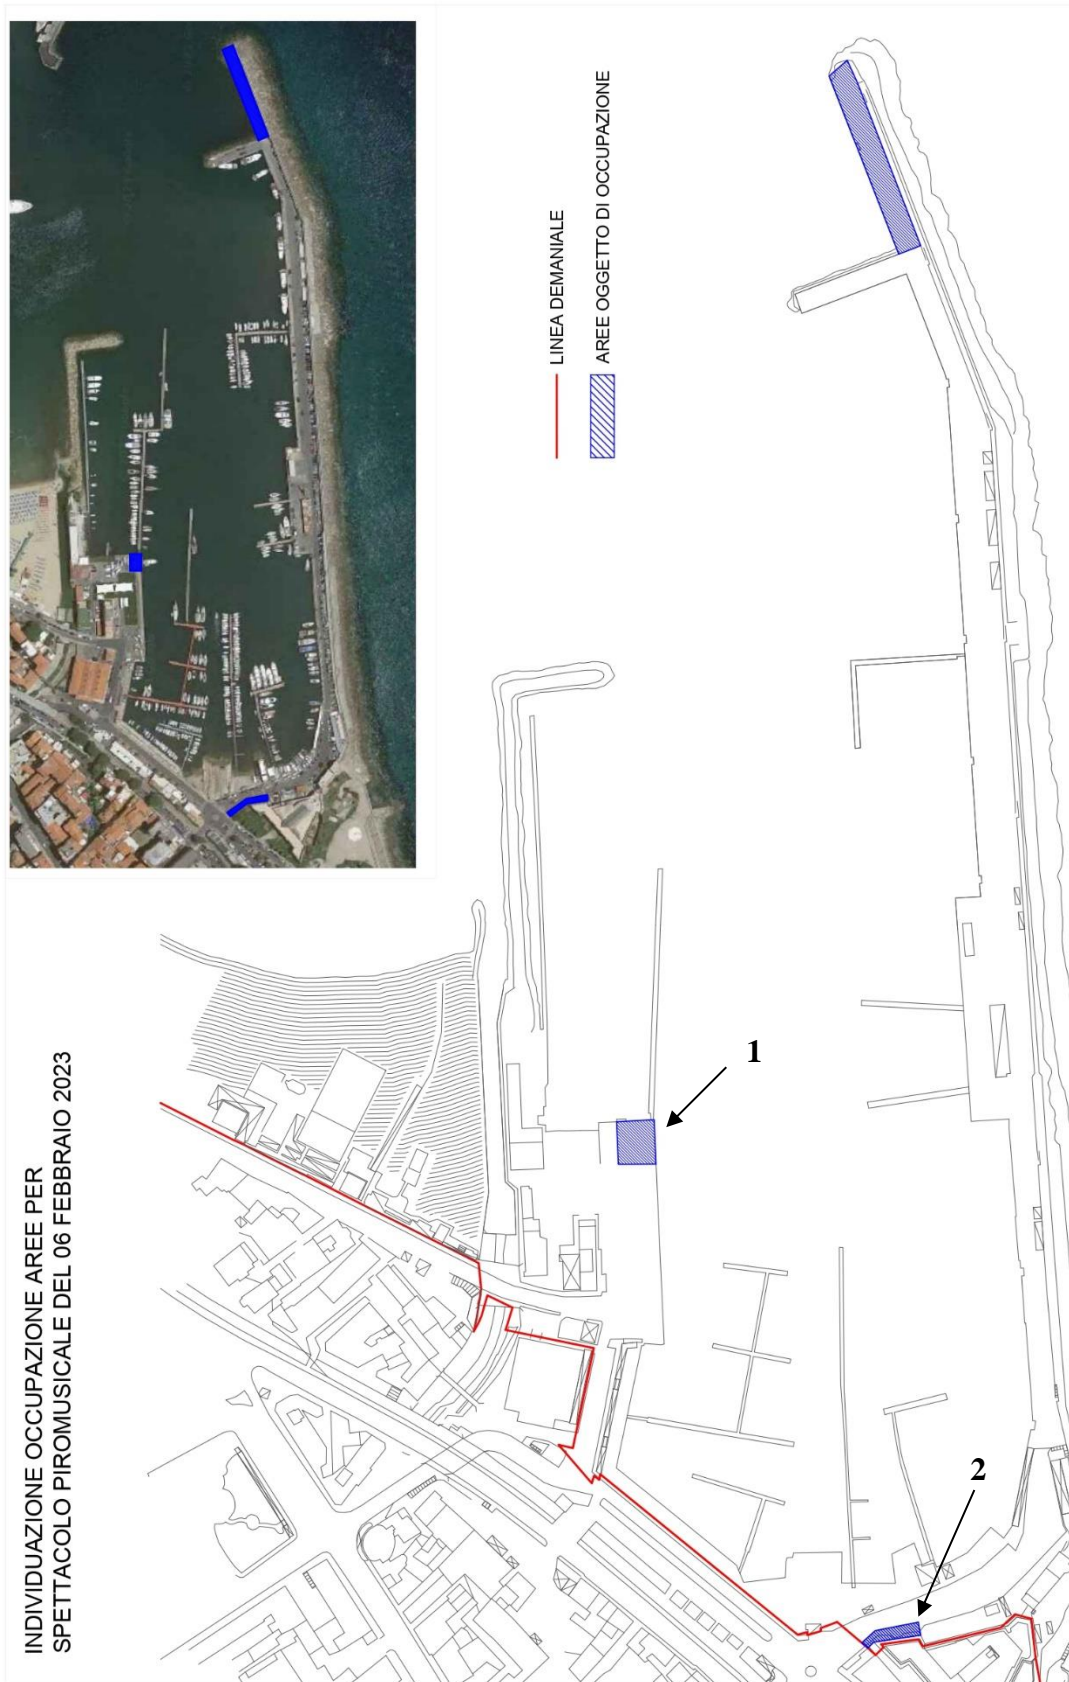 INDIVIDUAZIONE OCCUPAZIONE AREE PER
SPETTACOLO PIROMUSICALE DEL 06 FEBBRAIO 2023
LINEA DEMANIALE
AREE OGGETTO DI OCCUPAZIONE
1
2